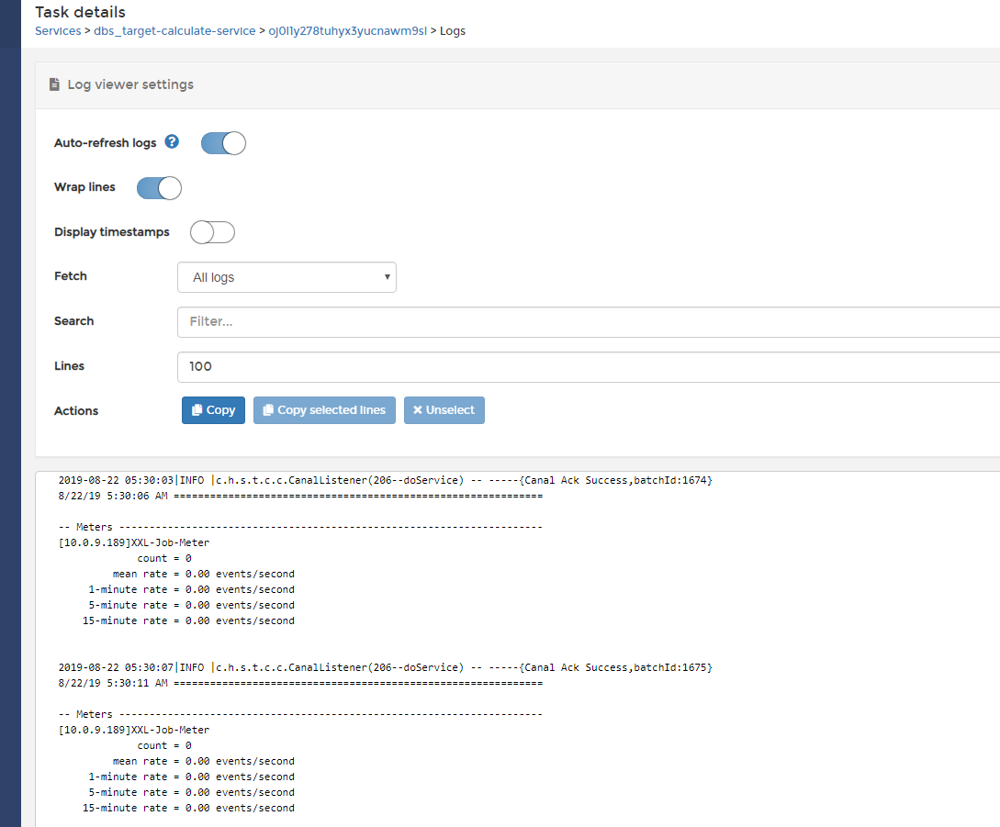 Task details
Services > dbs_target-calculate-service > oj0l1y278tuhyx3yucnawm9sl > Logs
Log viewer settings
Auto-refresh logs ?
Wrap lines
Display timestamps
Fetch All logs
Search Filter...
Lines 100
Actions Copy Copy selected lines Unselect
2019-08-22 05:30:03|INFO |c.h.s.t.c.c.CanalListener(206--doService) -- -----{Canal Ack Success,batchId:1674}
8/22/19 5:30:06 AM =============================================================
-- Meters ----------------------------------------------------------------------
[10.0.9.189]XXL-Job-Meter
count = 0
mean rate = 0.00 events/second
1-minute rate = 0.00 events/second
5-minute rate = 0.00 events/second
15-minute rate = 0.00 events/second
2019-08-22 05:30:07|INFO |c.h.s.t.c.c.CanalListener(206--doService) -- -----{Canal Ack Success,batchId:1675}
8/22/19 5:30:11 AM =============================================================
-- Meters ----------------------------------------------------------------------
[10.0.9.189]XXL-Job-Meter
count = 0
mean rate = 0.00 events/second
1-minute rate = 0.00 events/second
5-minute rate = 0.00 events/second
15-minute rate = 0.00 events/second